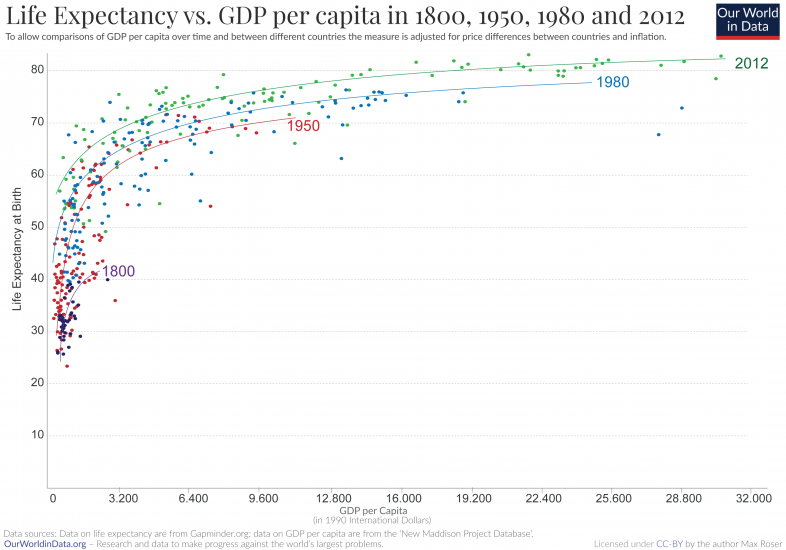 Life Expectancy vs. GDP per capita in 1800, 1950, 1980 and 2012
Our World
in Data
To allow comparisons of GDP per capita over time and between different countries the measure is adjusted for price differences between countries and inflation.
80
2012
1980
70
1950
60
50
Life Expectancy at Birth
1800
40
30
20
10
0 3.200 6.400 9.600 12.800 16.000 19.200 22.400 25.600 28.800 32.000
GDP per Capita
(in 1990 International Dollars)
Data sources: Data on life expectancy are from Gapminder.org; data on GDP per capita are from the 'New Maddison Project Database'.
OurWorldinData.org – Research and data to make progress against the world's largest problems.
Licensed under CC-BY by the author Max Roser